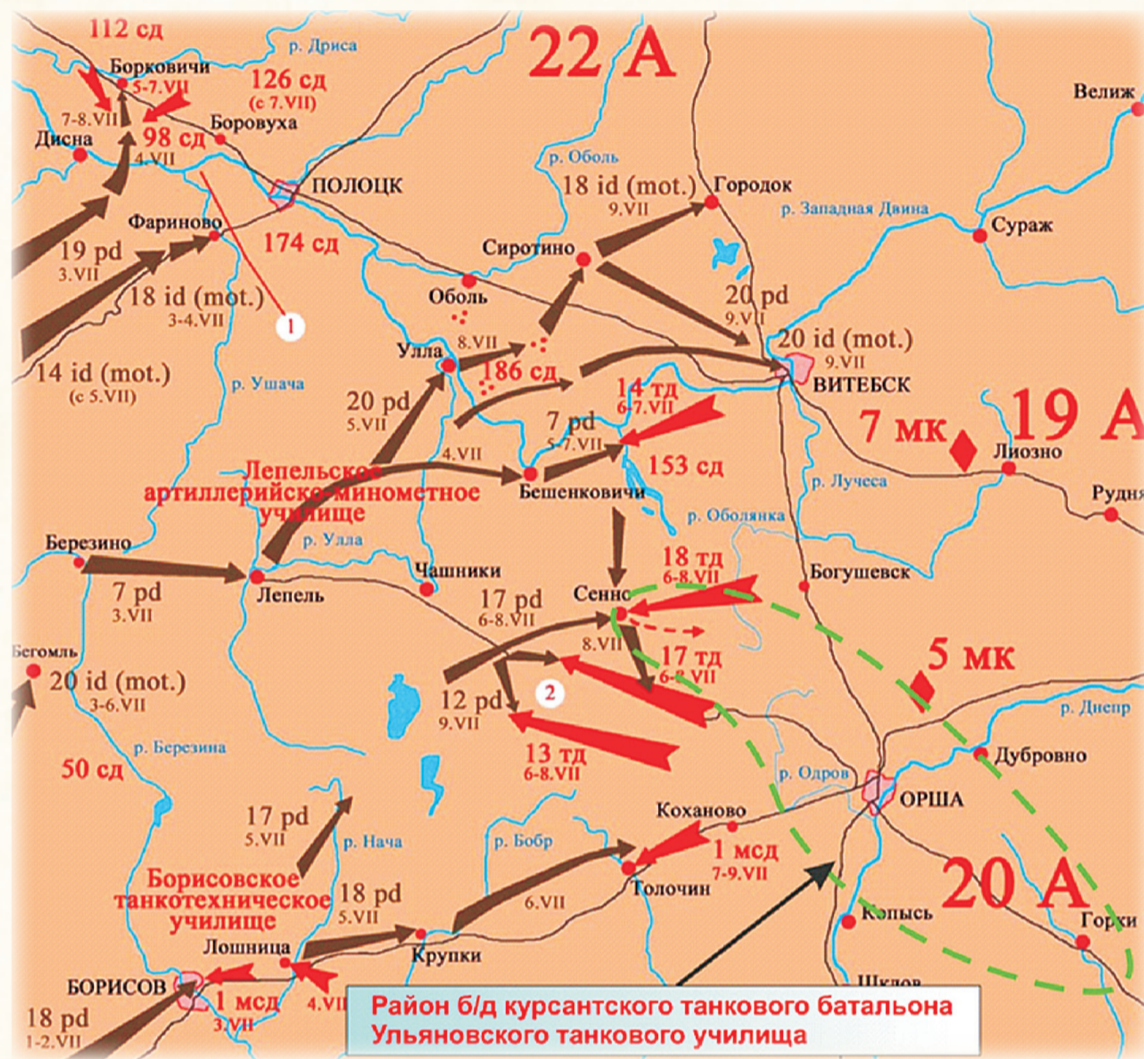 112 сд
р. Дриса
22 А
Борковичи
5-7.VII
126 сд
(с 7.VII)
Велиж
7-8.VII
Боровуха
Дисна
98 сд
4.VII
р. Оболь
ПОЛОЦК
18 id (mot.)
9.VII
Городок
р. Западная Двина
Фариново
Сураж
174 сд
19 pd
3.VII
Сиротино
18 id (mot.)
3-4.VII
Оболь
20 pd
9.VII
1
8.VII
20 id (mot.)
9.VII
Улла
14 id (mot.)
(с 5.VII)
р. Ушача
186 сд
14 тд
6-7.VII
ВИТЕБСК
20 pd
5.VII
7 pd
5-7.VII
7 мк
19 А
4.VII
Лиозно
Лепельское
артиллерийско-минометное
училище
153 сд
Бешенковичи
р. Лучеса
Рудня
р. Оболянка
Березино
р. Улла
18 тд
6-8.VII
Чашники
Богушевск
7 pd
3.VII
Лепель
17 pd
6-8.VII
Сенно
8.VII
Бегомль
17 тд
6-8.VII
5 мк
20 id (mot.)
3-6.VII
12 pd
9.VII
2
р. Днепр
р. Березина
13 тд
6-8.VII
Дубровно
50 сд
р. Одров
ОРША
17 pd
5.VII
Коханово
р. Нача
р. Бобр
1 мсд
7-9.VII
Борисовское
танкотехническое
училище
Толочин
20 А
18 pd
5.VII
6.VII
Копысь
Горки
Лошница
Крупки
БОРИСОВ
1 мсд
3.VII
4.VII
Шклов
18 pd
1-2.VII
Район б/д курсантского танкового батальона
Ульяновского танкового училища